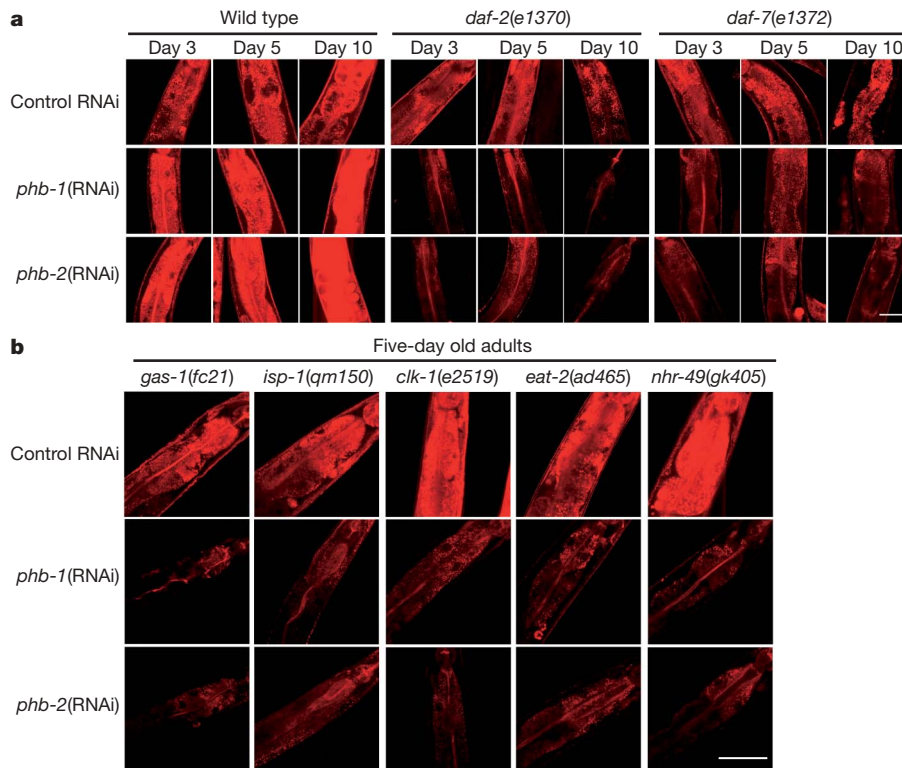 a
Wild type daf-2(e1370) daf-7(e1372)
Day 3 Day 5 Day 10 Day 3 Day 5 Day 10 Day 3 Day 5 Day 10
Control RNAi
phb-1(RNAi)
phb-2(RNAi)
b
Five-day old adults
gas-1(fc21) isp-1(qm150) clk-1(e2519) eat-2(ad465) nhr-49(gk405)
Control RNAi
phb-1(RNAi)
phb-2(RNAi)